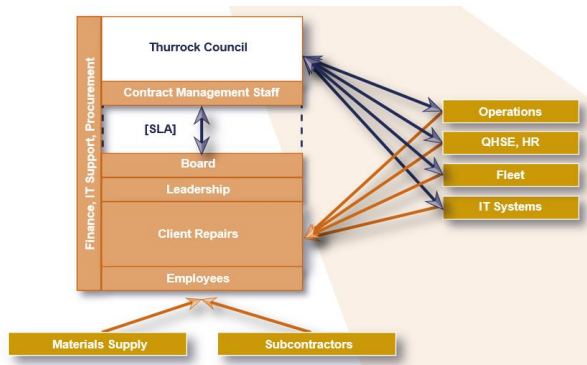 Finance, IT Support, Procurement
Thurrock Council
Contract Management Staff
[SLA]
Board
Leadership
Client Repairs
Employees
Operations
QHSE, HR
Fleet
IT Systems
Materials Supply
Subcontractors